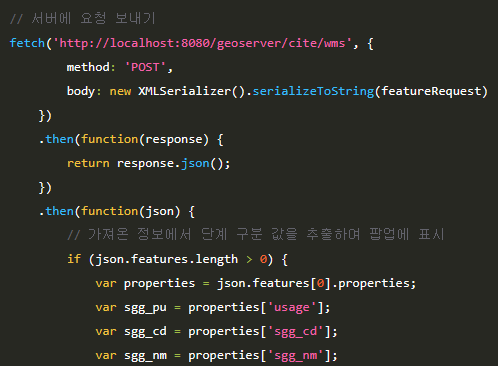 // 서버에 요청 보내기
fetch('http://localhost:8080/geoserver/cite/wms', {
method: 'POST',
body: new XMLSerializer().serializeToString(featureRequest)
})
.then(function(response) {
return response.json();
})
.then(function(json) {
// 가져온 정보에서 단계 구분 값을 추출하여 팝업에 표시
if (json.features.length > 0) {
var properties = json.features[0].properties;
var sgg_pu = properties['usage'];
var sgg_cd = properties['sgg_cd'];
var sgg_nm = properties['sgg_nm'];